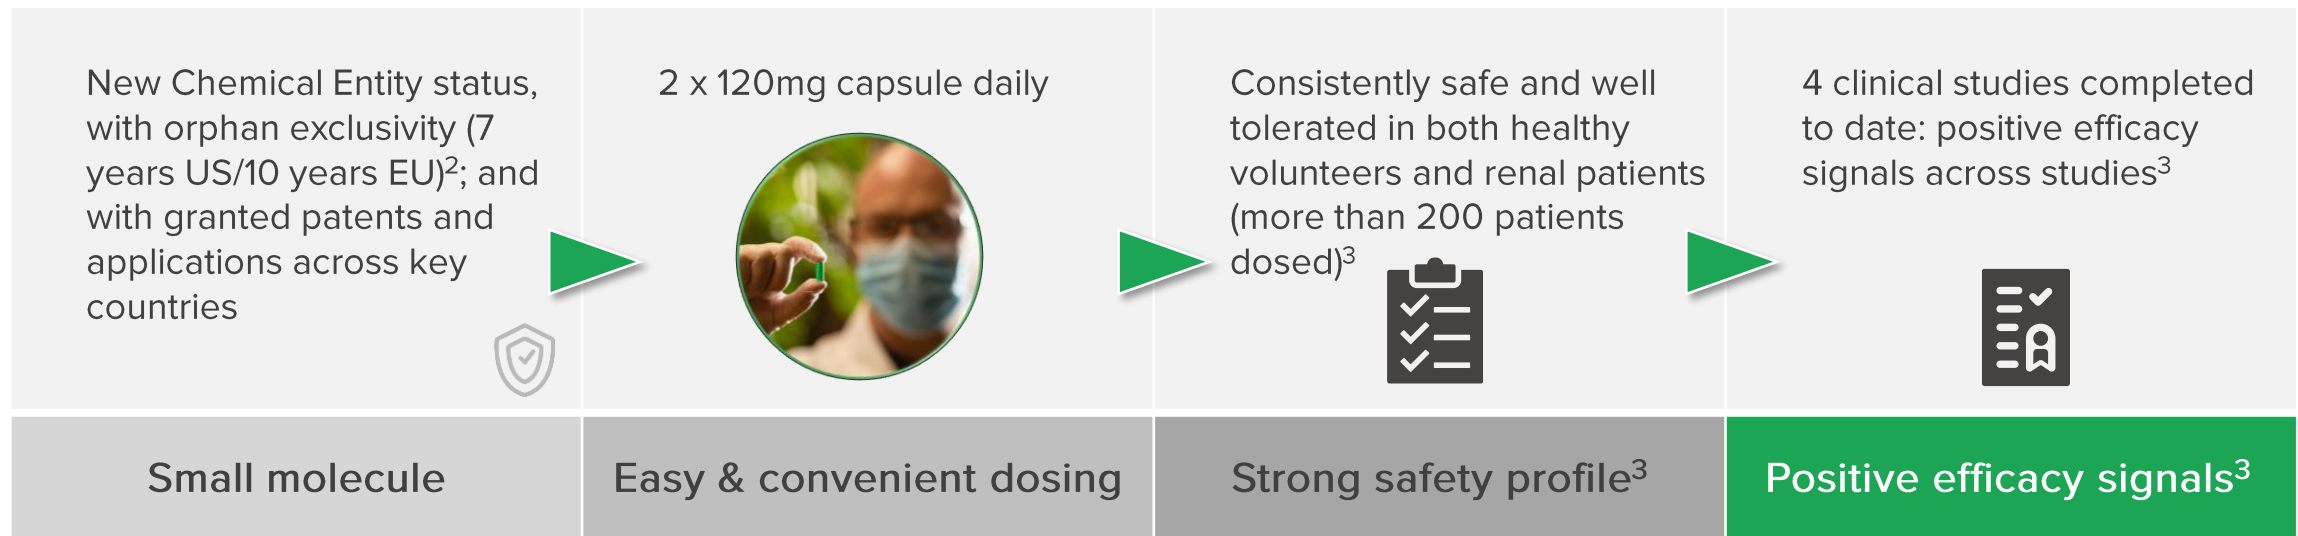 New Chemical Entity status,
with orphan exclusivity (7
years US/10 years EU)²; and
with granted patents and
applications across key
countries
Small molecule
2 x 120mg capsule daily
Easy & convenient dosing
Consistently safe and well
tolerated in both healthy
volunteers and renal patients
(more than 200 patients
dosed)³
Strong safety profile³
4 clinical studies completed
to date: positive efficacy
signals across studies³
Positive efficacy signals³